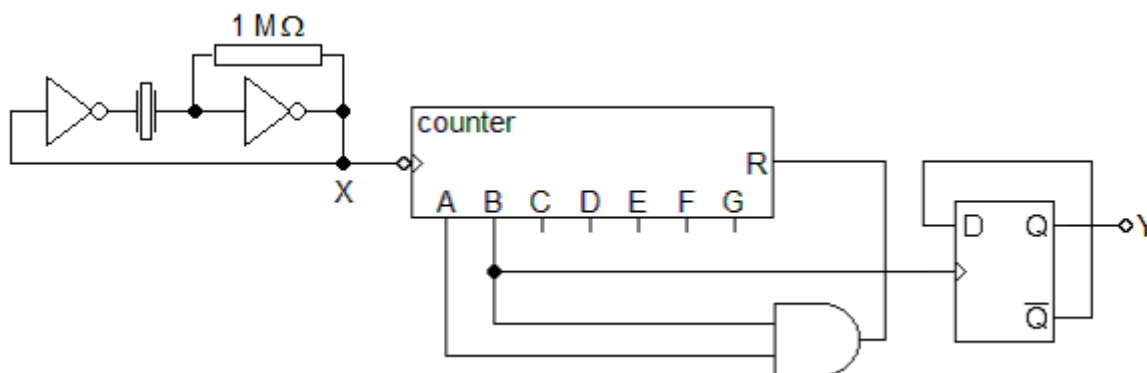 1 MΩ
counter
R
A B C D E F G
X
D Q
Y
Q̅